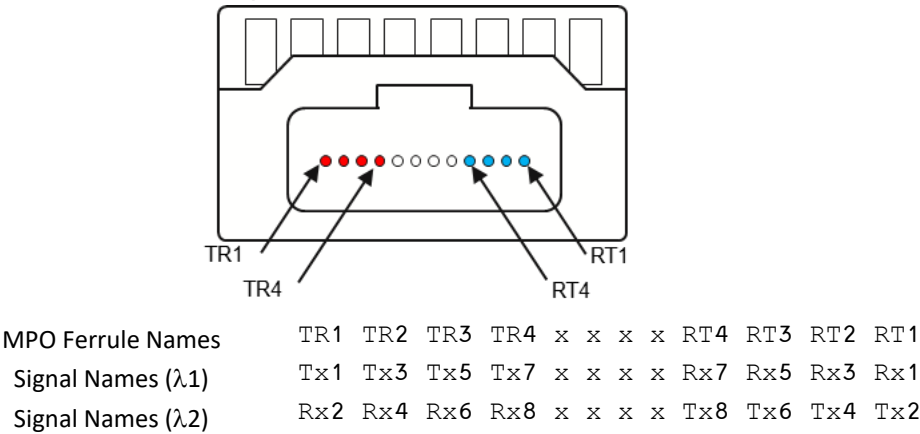 TR1
RT1
TR4
RT4
MPO Ferrule Names TR1 TR2 TR3 TR4 x x x x RT4 RT3 RT2 RT1
Signal Names (λ1) Tx1 Tx3 Tx5 Tx7 x x x x Rx7 Rx5 Rx3 Rx1
Signal Names (λ2) Rx2 Rx4 Rx6 Rx8 x x x x Tx8 Tx6 Tx4 Tx2